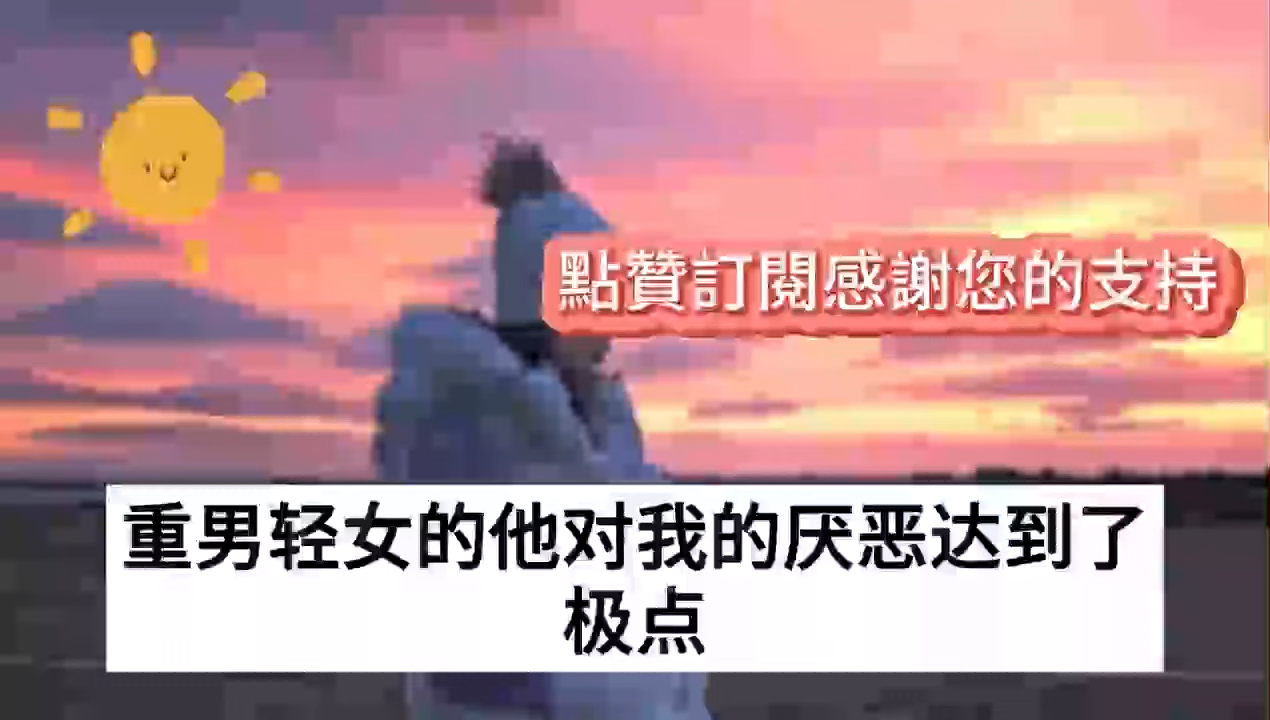 點贊訂閱感謝您的支持
重男轻女的他对我的厌恶达到了
极点